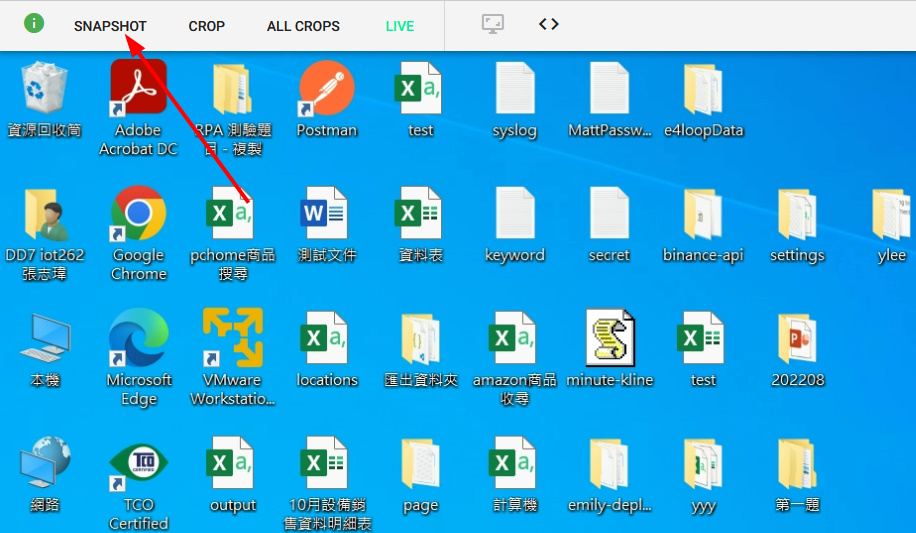 SNAPSHOT CROP ALL CROPS LIVE
資源回收筒
Adobe
Acrobat DC
RPA 測驗題
目 - 複製
Postman
test
syslog
MattPassw...
e4loopData
DD7 iot262
張志瑋
Google
Chrome
pchome商品
搜尋
測試文件
資料表
keyword
secret
binance-api
settings
ylee
本機
Microsoft
Edge
VMware
Workstatio...
locations
匯出資料夾
amazon商品
收尋
minute-kline
test
202208
網路
TCO
Certified
output
10月設備銷
售資料明細表
page
計算機
emily-depl...
yyy
第一題